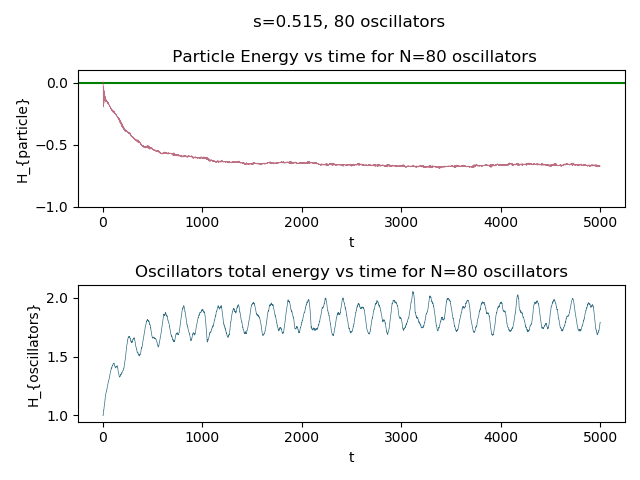 s=0.515, 80 oscillators
Particle Energy vs time for N=80 oscillators
0.0
−0.5
−1.0
H_{particle}
0 1000 2000 3000 4000 5000
t
Oscillators total energy vs time for N=80 oscillators
2.0
1.5
1.0
H_{oscillators}
0 1000 2000 3000 4000 5000
t